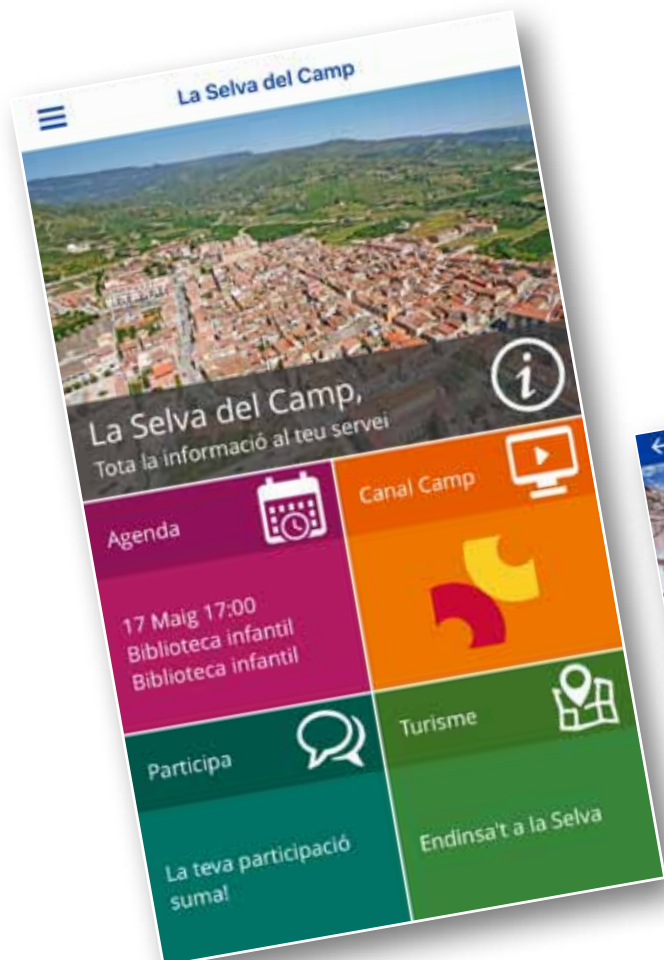 La Selva del Camp
La Selva del Camp,
Tota la informació al teu servei
Agenda
Canal Camp
17 Maig 17:00
Biblioteca infantil
Biblioteca infantil
Participa
Turisme
La teva participació
suma!
Endinsa't a la Selva